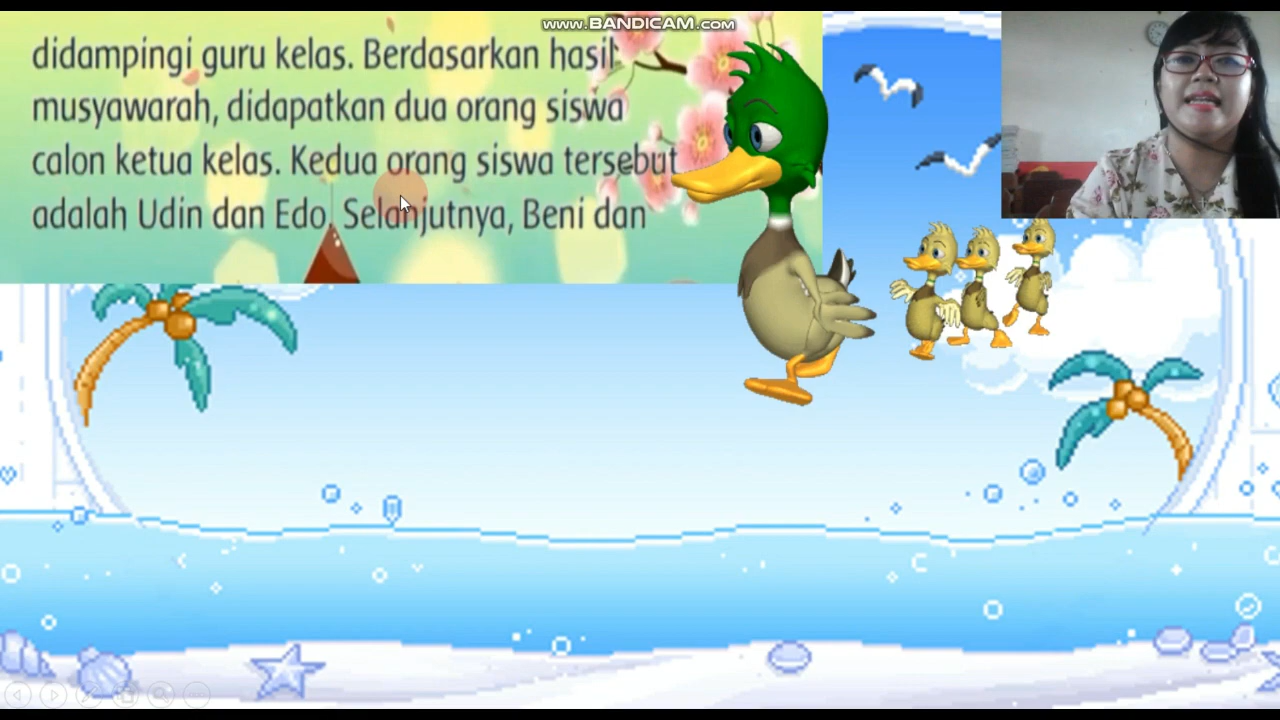 www.BANDICAM.com
didampingi guru kelas. Berdasarkan hasil
musyawarah, didapatkan dua orang siswa
calon ketua kelas. Kedua orang siswa tersebut
adalah Udin dan Edo. Selanjutnya, Beni dan